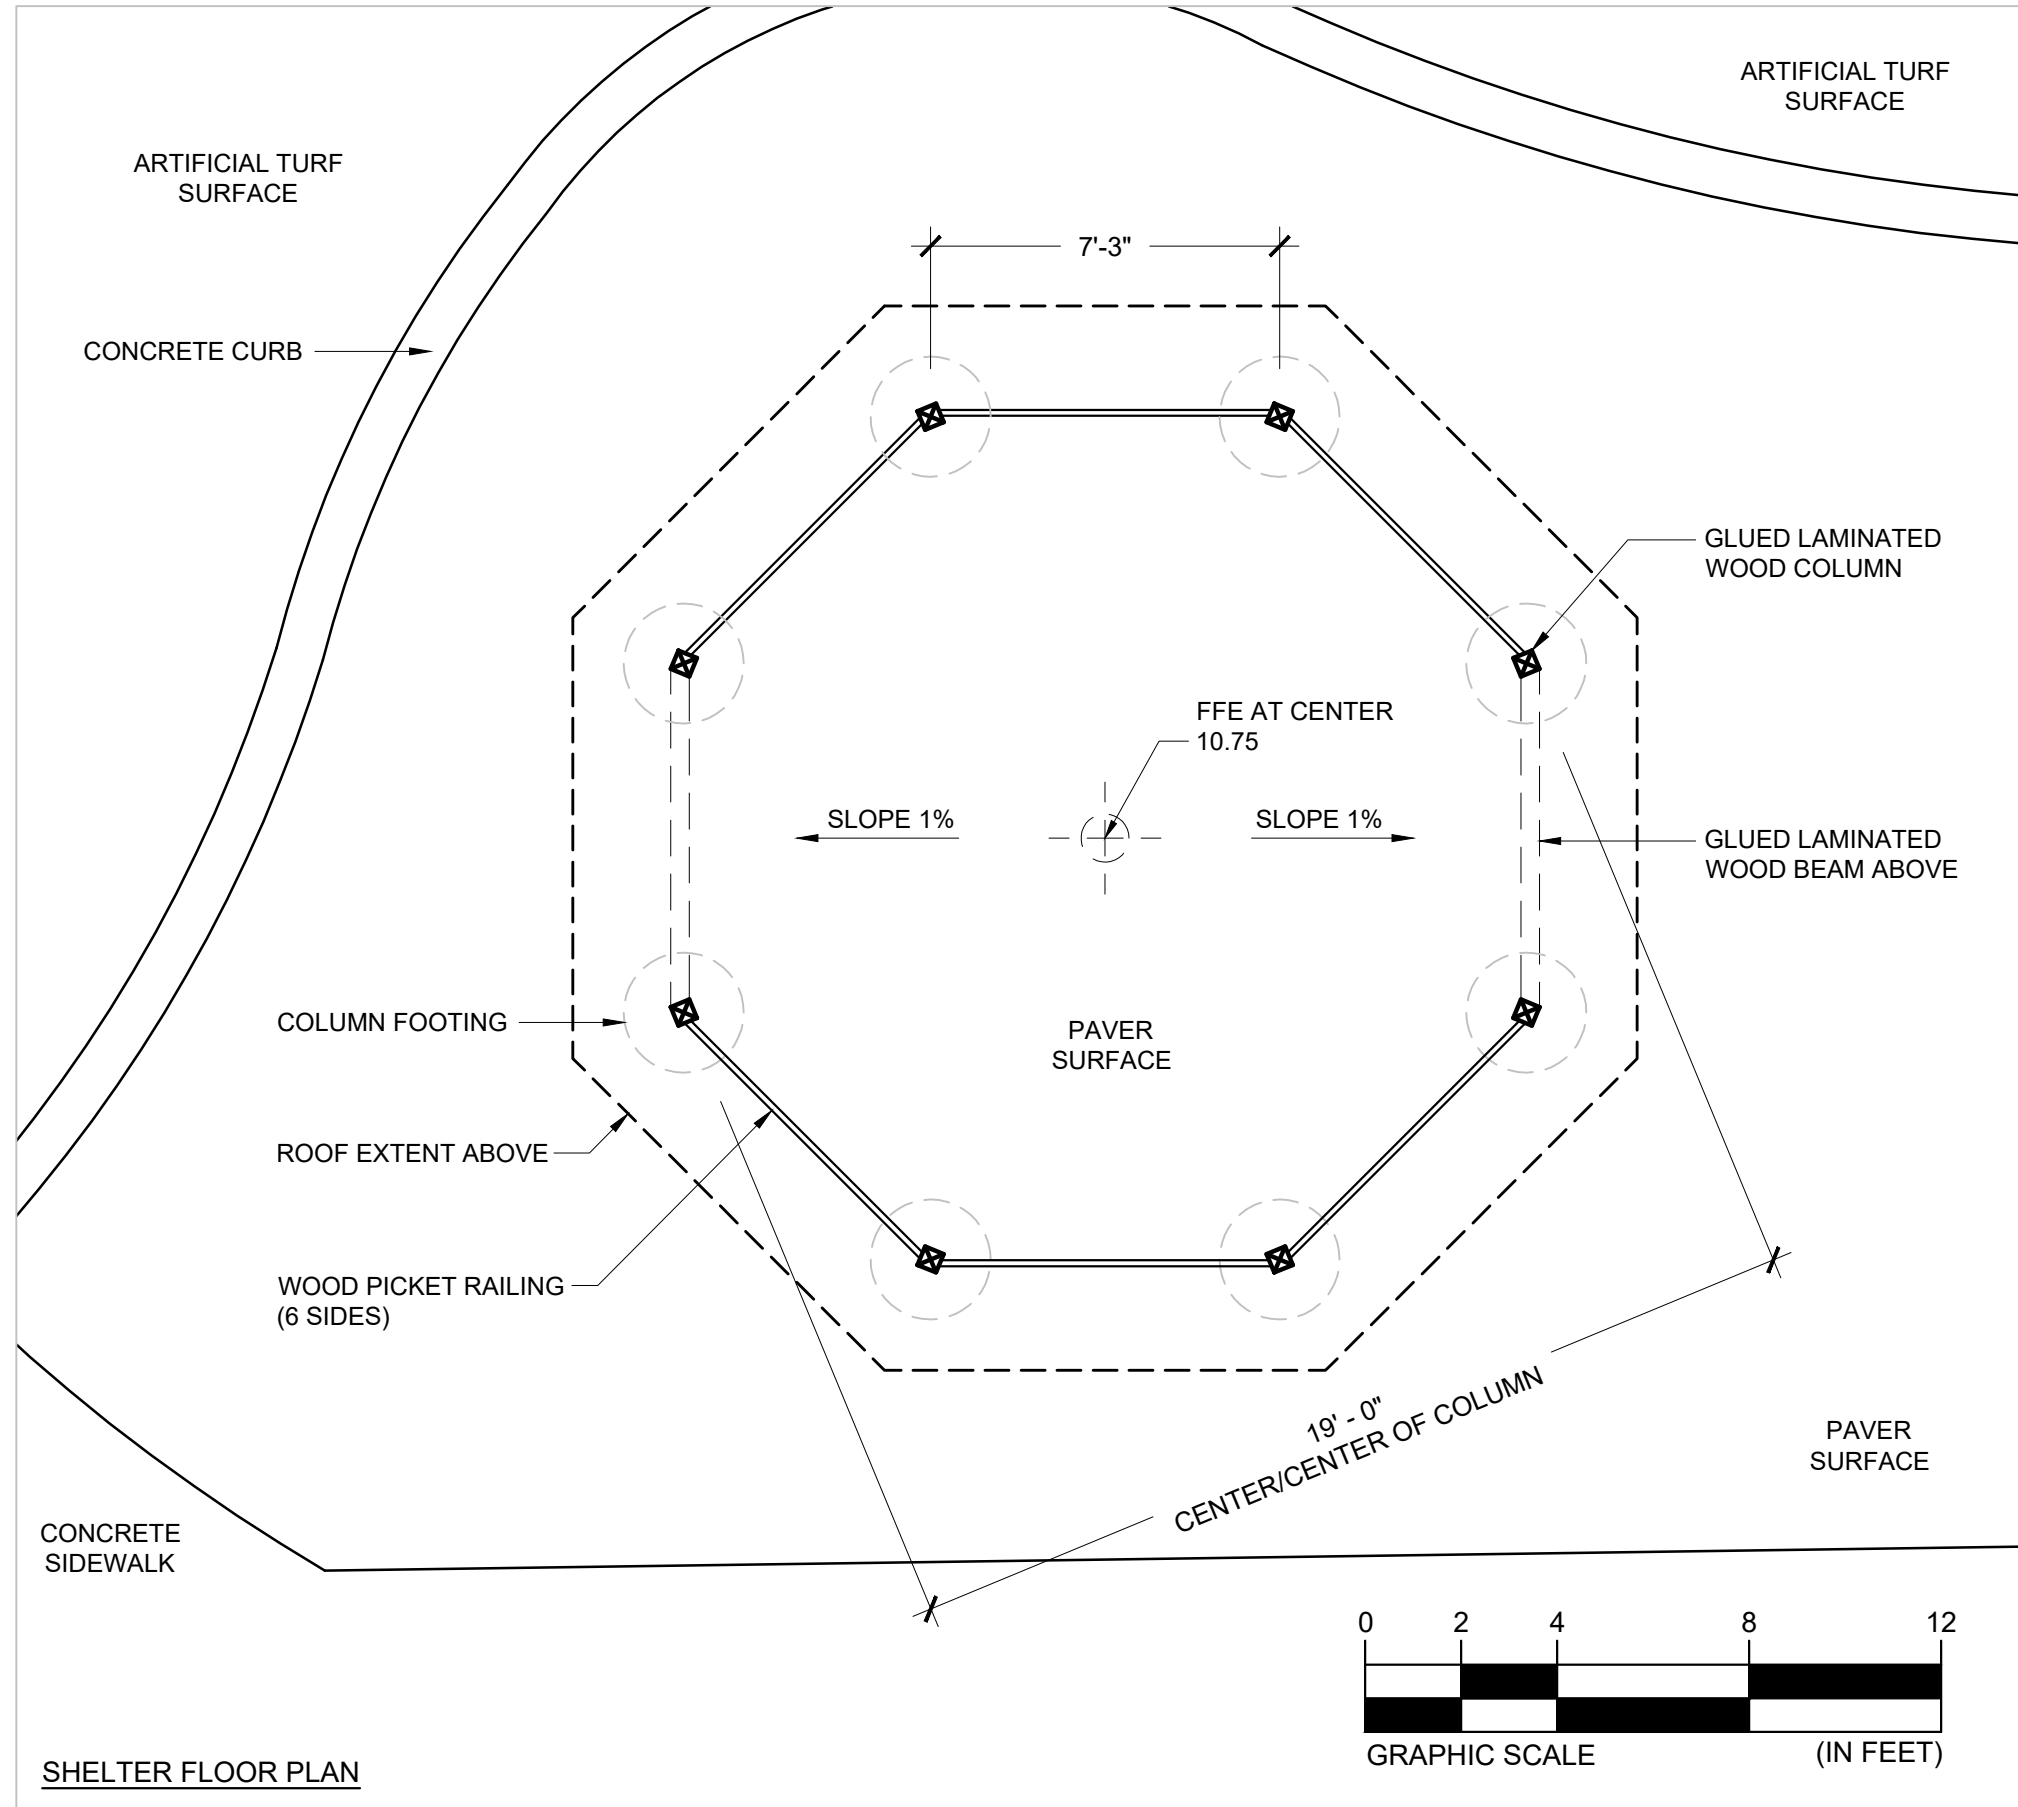 ARTIFICIAL TURF
SURFACE
ARTIFICIAL TURF
SURFACE
7'-3"
CONCRETE CURB
GLUED LAMINATED
WOOD COLUMN
FFE AT CENTER
10.75
SLOPE 1%
SLOPE 1%
GLUED LAMINATED
WOOD BEAM ABOVE
COLUMN FOOTING
PAVER
SURFACE
ROOF EXTENT ABOVE
WOOD PICKET RAILING
(6 SIDES)
19' - 0"
CENTER/CENTER OF COLUMN
PAVER
SURFACE
CONCRETE
SIDEWALK
0 2 4 8 12
GRAPHIC SCALE (IN FEET)
SHELTER FLOOR PLAN